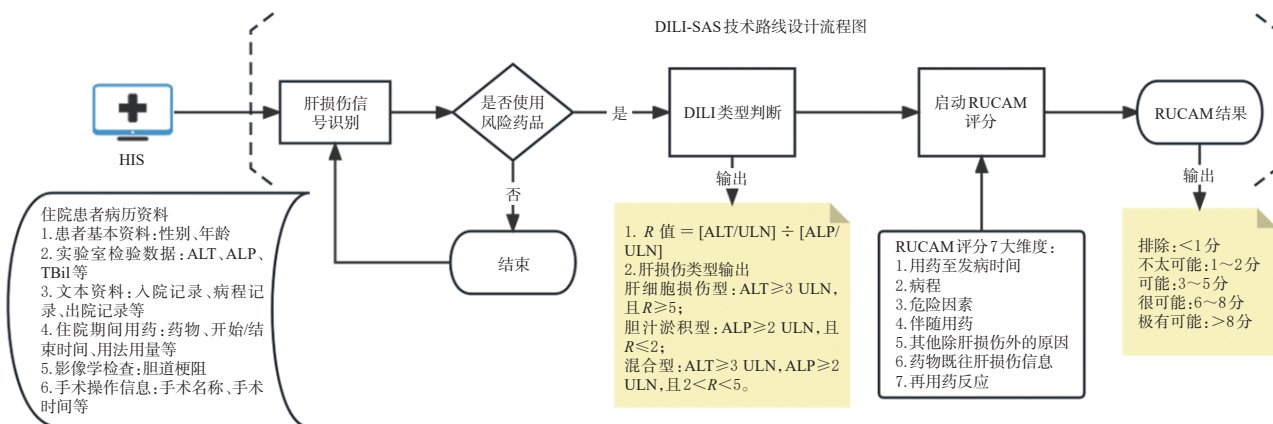 DILI-SAS技术路线设计流程图
HIS
肝损伤信
号识别
是否使用
风险药品
是
否
结束
DILI类型判断
输出
启动RUCAM
评分
RUCAM结果
输出
住院患者病历资料
1.患者基本资料:性别、年龄
2.实验室检验数据:ALT、ALP、
TBil等
3.文本资料:入院记录、病程记
录、出院记录等
4.住院期间用药:药物、开始/结
束时间、用法用量等
5.影像学检查:胆道梗阻
6.手术操作信息:手术名称、手术
时间等
1. R 值=[ALT/ULN]÷[ALP/
ULN]
2.肝损伤类型输出
肝细胞损伤型:ALT≥3 ULN,
且R≥5;
胆汁淤积型:ALP≥2 ULN,且
R≤2;
混合型:ALT≥3 ULN,ALP≥2
ULN,且2<R<5。
RUCAM评分7大维度:
1.用药至发病时间
2.病程
3.危险因素
4.伴随用药
5.其他除肝损伤外的原因
6.药物既往肝损伤信息
7.再用药反应
排除:<1分
不太可能:1~2分
可能:3~5分
很可能:6~8分
极有可能:>8分